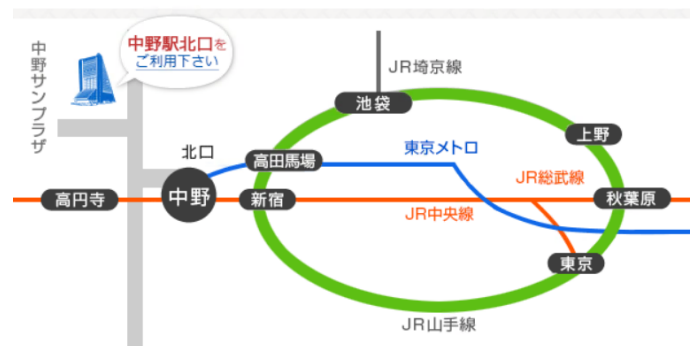 中野サンプラザ
中野駅北口を
ご利用下さい
JR埼京線
池袋
上野
北口
高田馬場
東京メトロ
JR総武線
高円寺
中野
新宿
秋葉原
JR中央線
東京
JR山手線